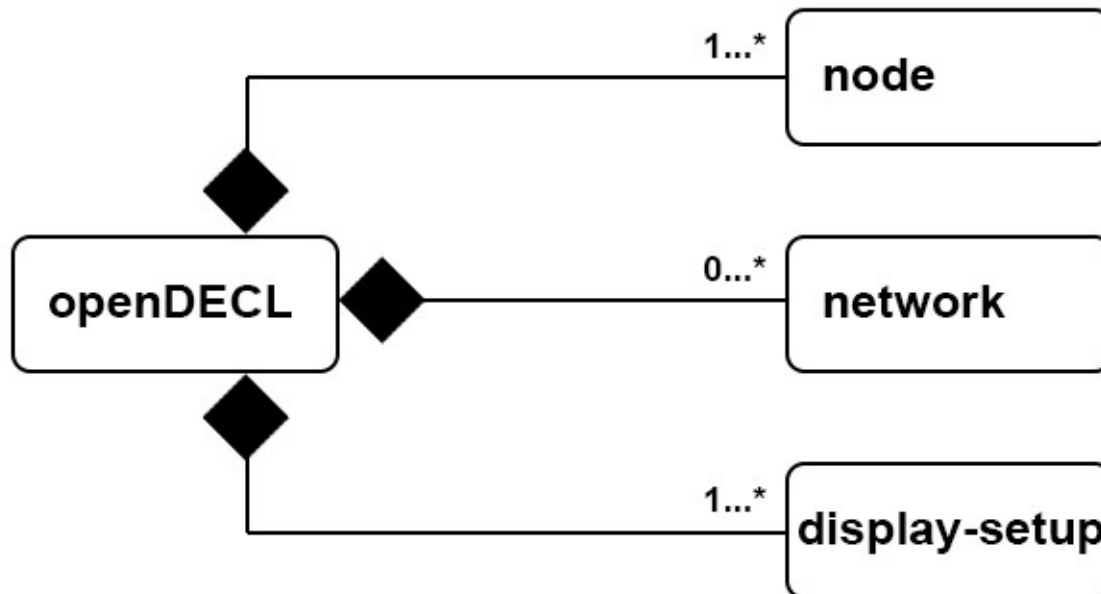 1...*
node
0...*
openDECL
network
1...*
display-setup